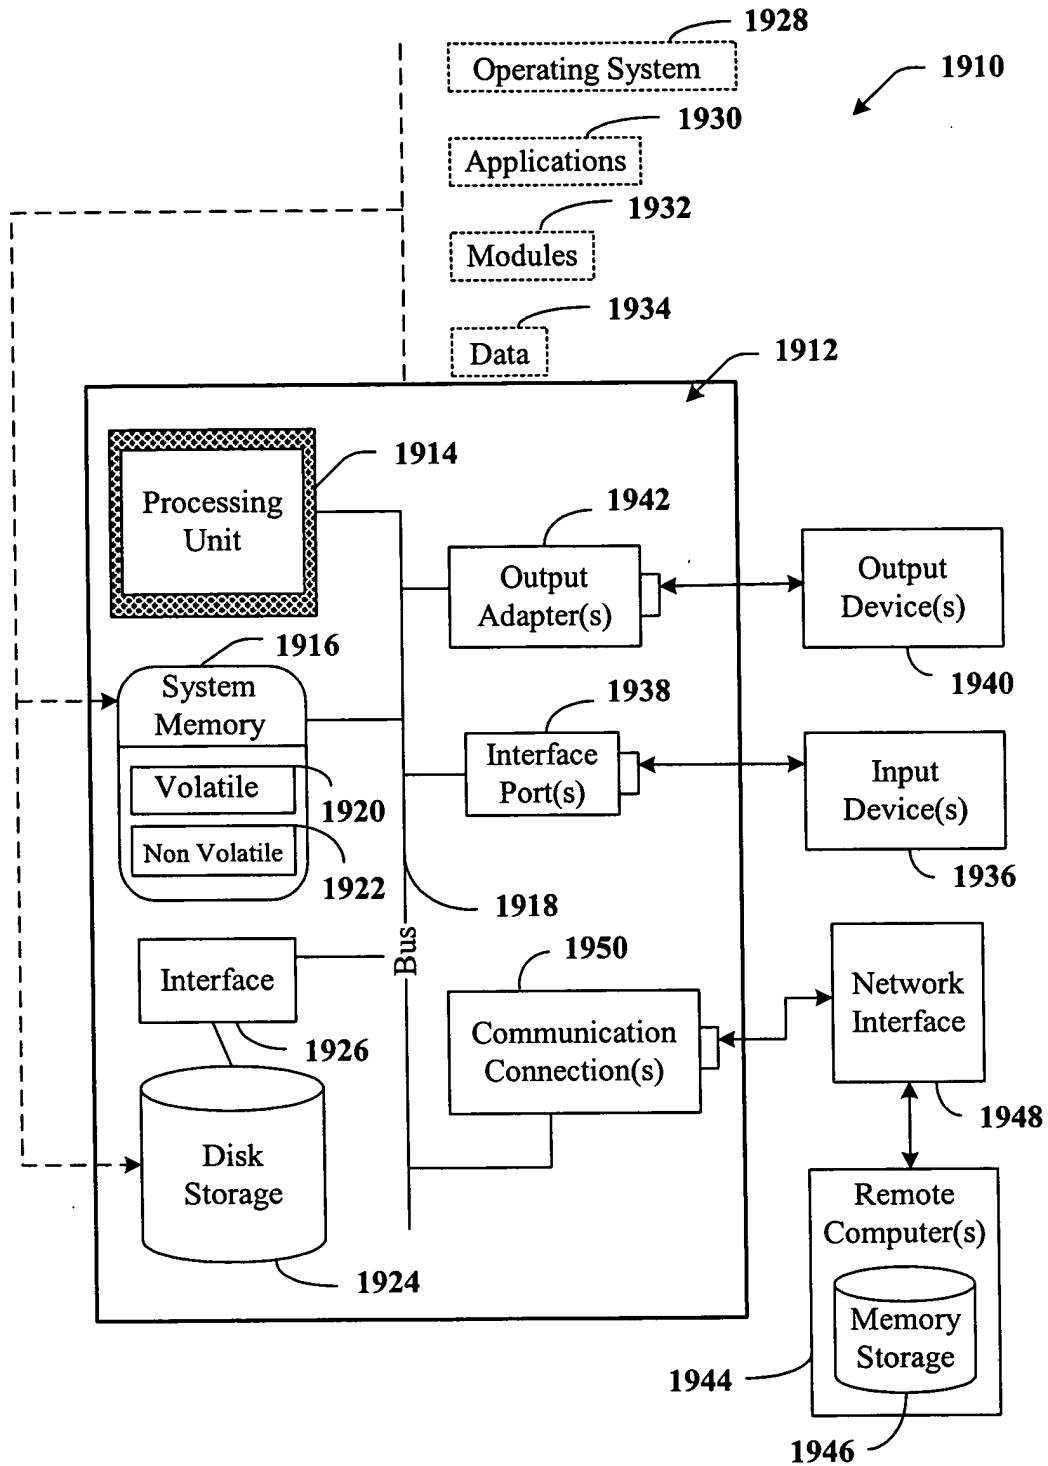 1928
Operating System
1910
1930
Applications
1932
Modules
1934
Data
1912
1914
Processing
Unit
1942
Output
Adapter(s)
Output
Device(s)
1940
1916
System
Memory
Volatile
1920
Non Volatile
1922
1938
Interface
Port(s)
Input
Device(s)
1936
1918
Bus
Interface
1926
1950
Communication
Connection(s)
Network
Interface
1948
Disk
Storage
1924
Remote
Computer(s)
Memory
Storage
1944
1946